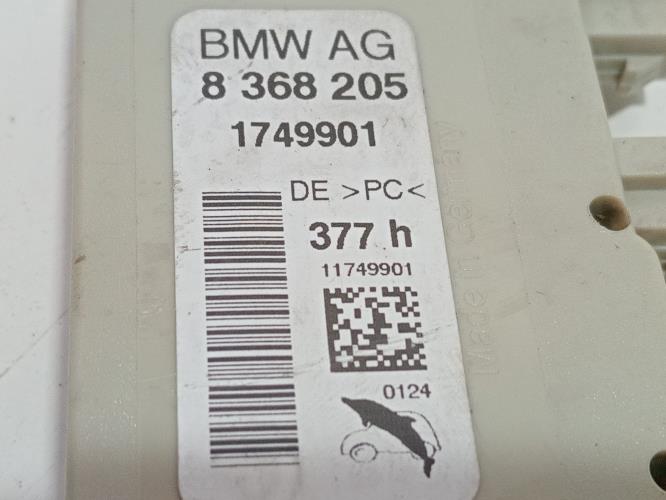 BMW AG
8 368 205
1749901
DE >PC<
377 h
11749901
0124
Made in Germany